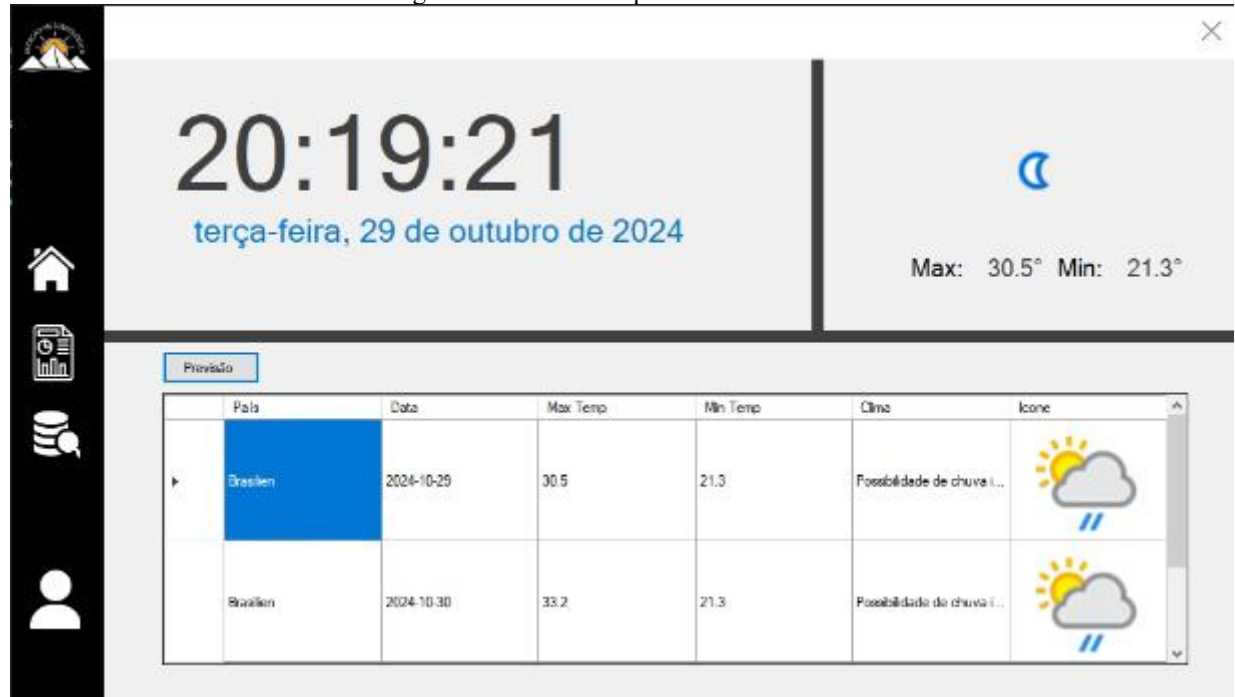 20:19:21
terça-feira, 29 de outubro de 2024
Max: 30.5° Min: 21.3°
Previsão
País Data Max Temp Min Temp Clima Icone
Brasilien 2024-10-29 30.5 21.3 Possibilidade de chuva i...
Brasilien 2024-10-30 33.2 21.3 Possibilidade de chuva i...